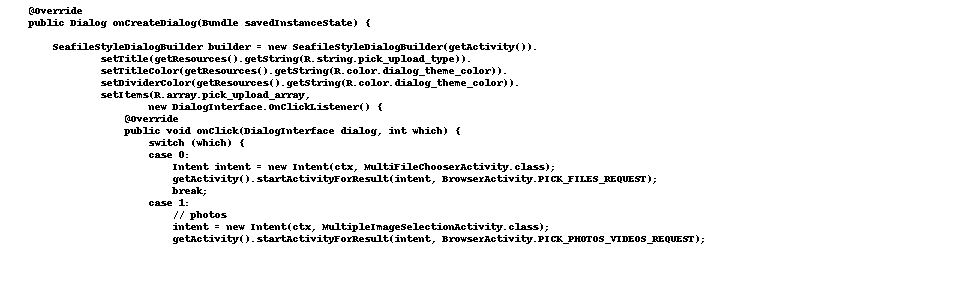 @Override
public Dialog onCreateDialog(Bundle savedInstanceState) {
SeafileStyleDialogBuilder builder = new SeafileStyleDialogBuilder(getActivity()).
setTitle(getResources().getString(R.string.pick_upload_type)).
setTitleColor(getResources().getString(R.color.dialog_theme_color)).
setDividerColor(getResources().getString(R.color.dialog_theme_color)).
setItems(R.array.pick_upload_array,
new DialogInterface.OnClickListener() {
@Override
public void onClick(DialogInterface dialog, int which) {
switch (which) {
case 0:
Intent intent = new Intent(ctx, MultiFileChooserActivity.class);
getActivity().startActivityForResult(intent, BrowserActivity.PICK_FILES_REQUEST);
break;
case 1:
// photos
intent = new Intent(ctx, MultipleImageSelectionActivity.class);
getActivity().startActivityForResult(intent, BrowserActivity.PICK_PHOTOS_VIDEOS_REQUEST);